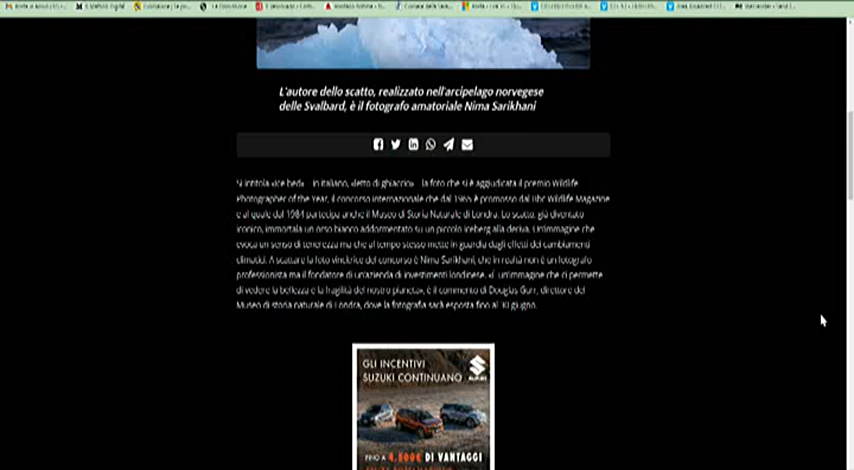 L'autore dello scatto, realizzato nell'arcipelago norvegese
delle Svalbard, è il fotografo amatoriale Nima Sarikhani
Si intitola «Ice bed» in italiano, «letto di ghiaccio» la foto che si è aggiudicata il premio Wildlife
Photographer of the Year, il concorso internazionale che dal 1965 è promosso dal Bbc Wildlife Magazine
e al quale dal 1984 partecipa anche il Museo di Storia Naturale di Londra. Lo scatto, già diventato
iconico, immortala un orso bianco addormentato su un piccolo iceberg alla deriva. Un'immagine che
evoca un senso di tenerezza ma che al tempo stesso mette in guardia dagli effetti dei cambiamenti
climatici. A scattare la foto vincitrice del concorso è Nima Sarikhani, che in realtà non è un fotografo
professionista ma il fondatore di un'azienda di investimenti londinese. «È un'immagine che ci permette
di vedere la bellezza e la fragilità del nostro pianeta», è il commento di Douglas Gurr, direttore del
Museo di storia naturale di Londra, dove la fotografia sarà esposta fino al 30 giugno.
GLI INCENTIVI
SUZUKI CONTINUANO
SUZUKI
FINO A 4.500€ DI VANTAGGI